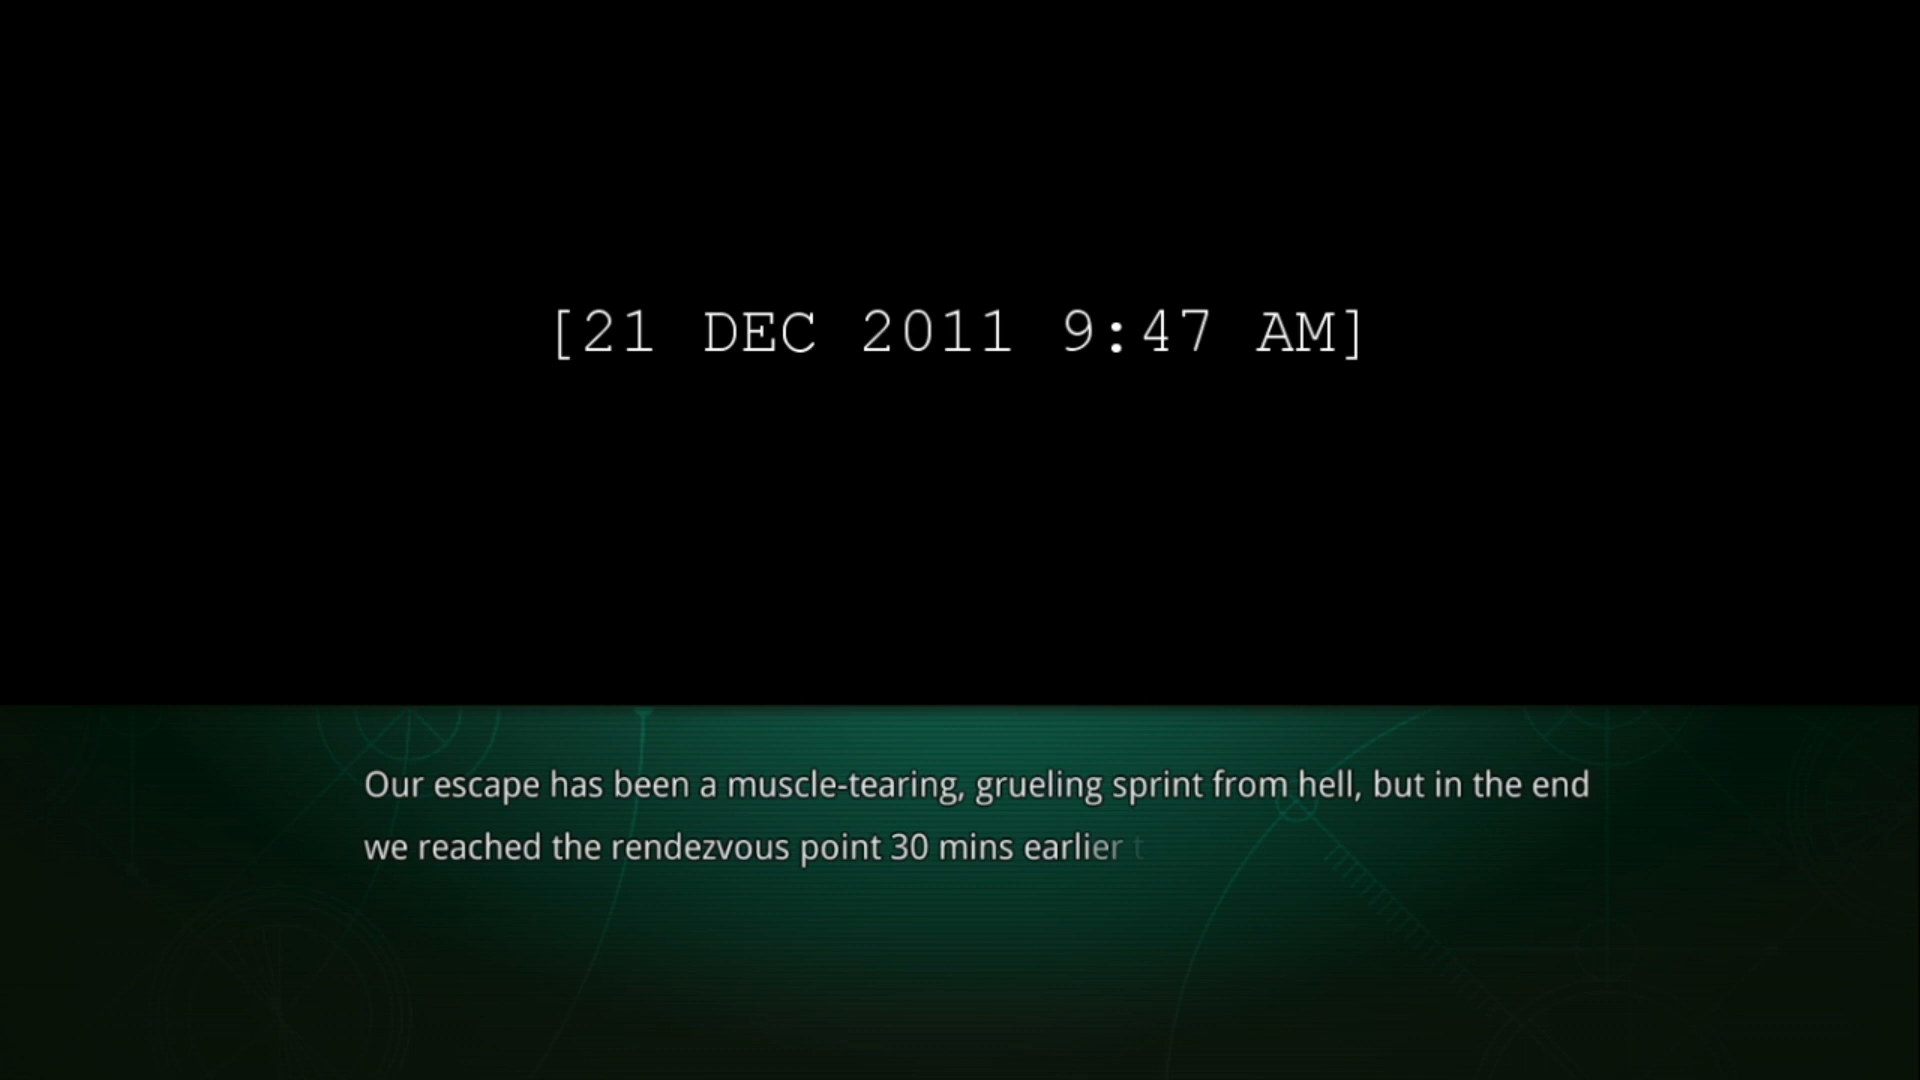 [21 DEC 2011 9:47 AM]
Our escape has been a muscle-tearing, grueling sprint from hell, but in the end
we reached the rendezvous point 30 mins earlier t